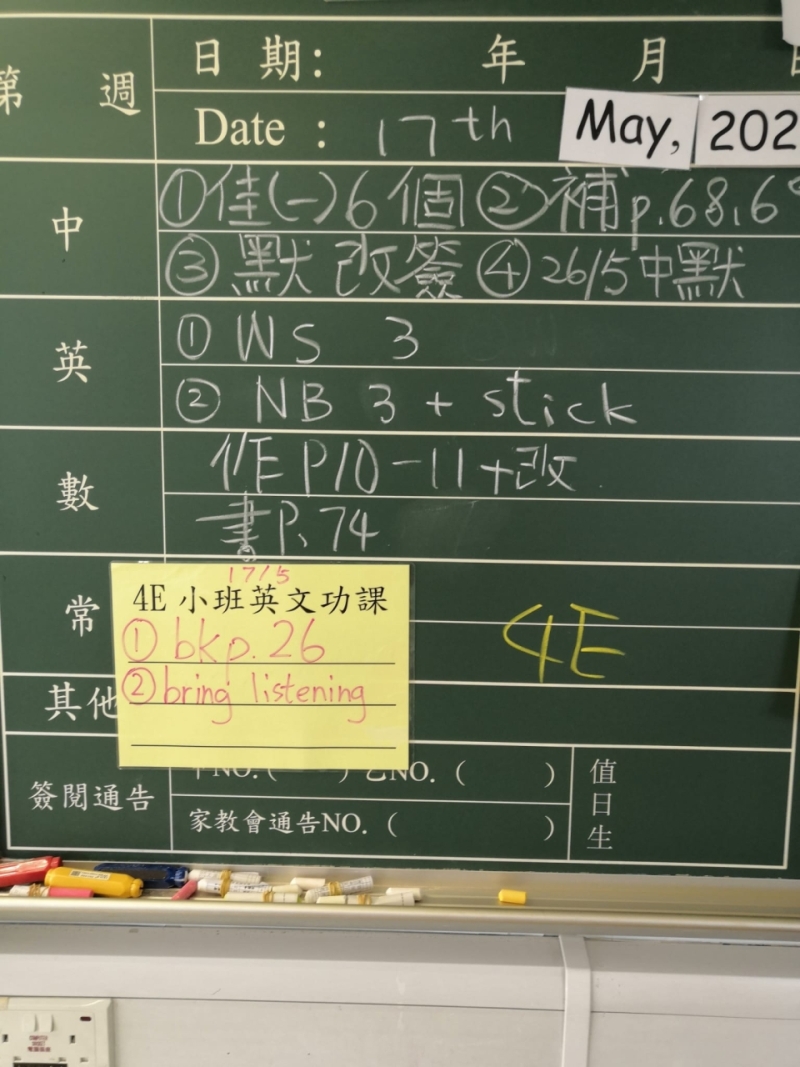 第 週
日 期： 年 月
Date : 17th May, 202
中
①佳(一)6個 ②補p.68,6
③默改簽 ④26/5中默
英
① WS 3
② NB 3 + stick
數
作 P10-11+改
書P.74
常
17/5
4E 小班英文功課
① bkp.26
② bring listening
4E
其他
簽閱通告
NO.( ) 乙NO. ( )
家教會通告NO. ( )
值日生